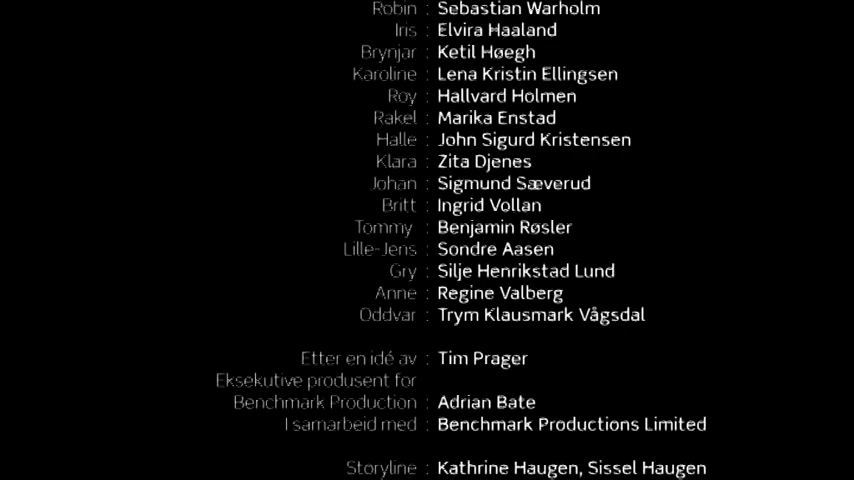 Robin : Sebastian Warholm
Iris : Elvira Haaland
Brynjar : Ketil Høegh
Karoline : Lena Kristin Ellingsen
Roy : Hallvard Holmen
Rakel : Marika Enstad
Halle : John Sigurd Kristensen
Klara : Zita Djenes
Johan : Sigmund Sæverud
Britt : Ingrid Vollan
Tommy : Benjamin Røsler
Lille-Jens : Sondre Aasen
Gry : Silje Henrikstad Lund
Anne : Regine Valberg
Oddvar : Trym Klausmark Vågsdal
Etter en idé av : Tim Prager
Eksekutive produsent for
Benchmark Production : Adrian Bate
I samarbeid med : Benchmark Productions Limited
Storyline : Kathrine Haugen, Sissel Haugen